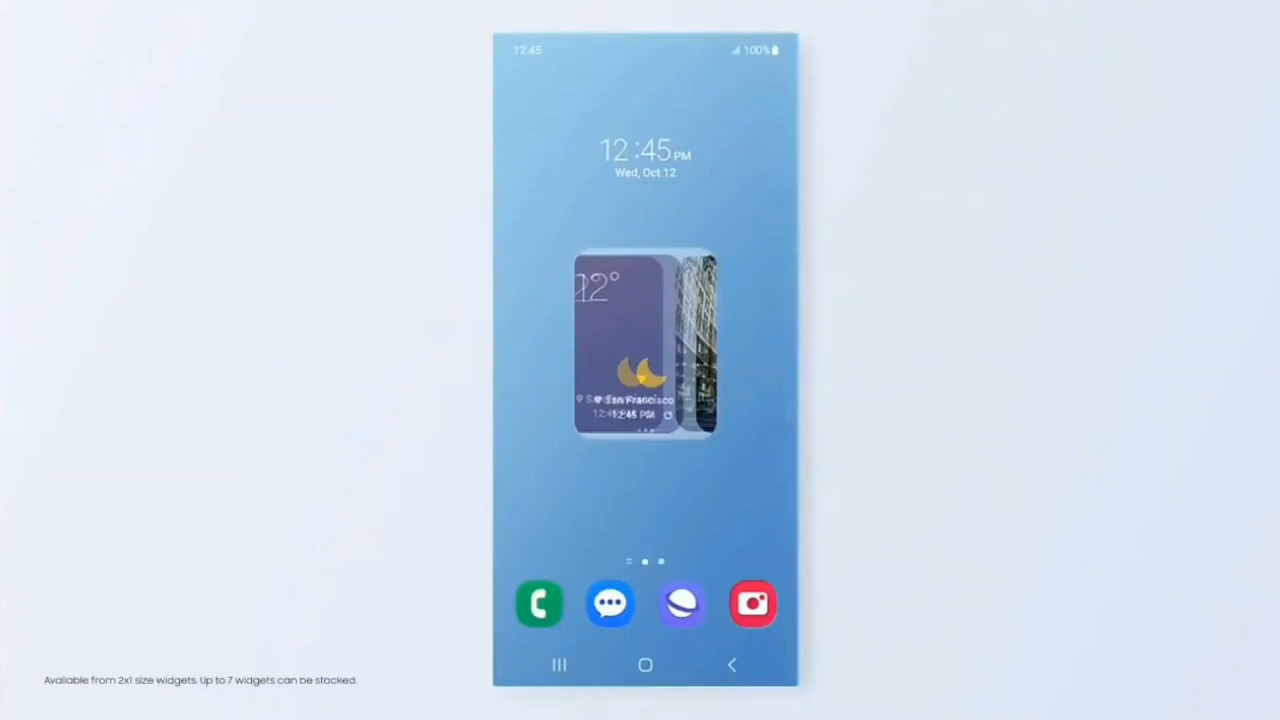 12:45
100%
12:45 PM
Wed, Oct 12
12°
San Francisco
12:45 PM
Available from 2x1 size widgets. Up to 7 widgets can be stacked.